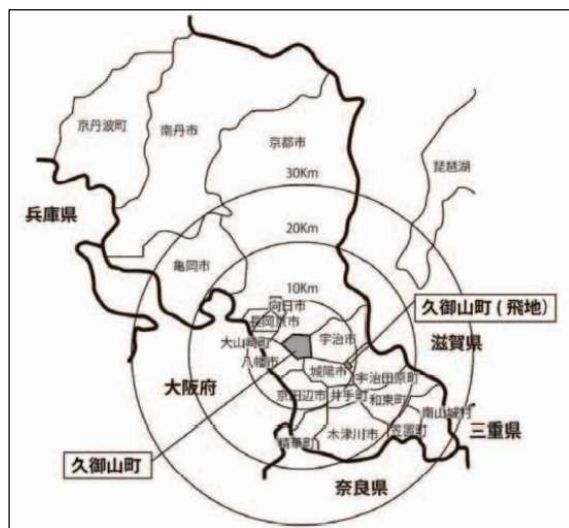 京丹波町
南丹市
京都市
琵琶湖
30Km
兵庫県
20Km
亀岡市
10Km
向日市
久御山町(飛地)
長岡京市
大山崎町
宇治市
滋賀県
八幡市
城陽市
宇治田原町
大阪府
京田辺市
井手町
和束町
南山城村
三重県
久御山町
精華町
木津川市
笠置町
奈良県